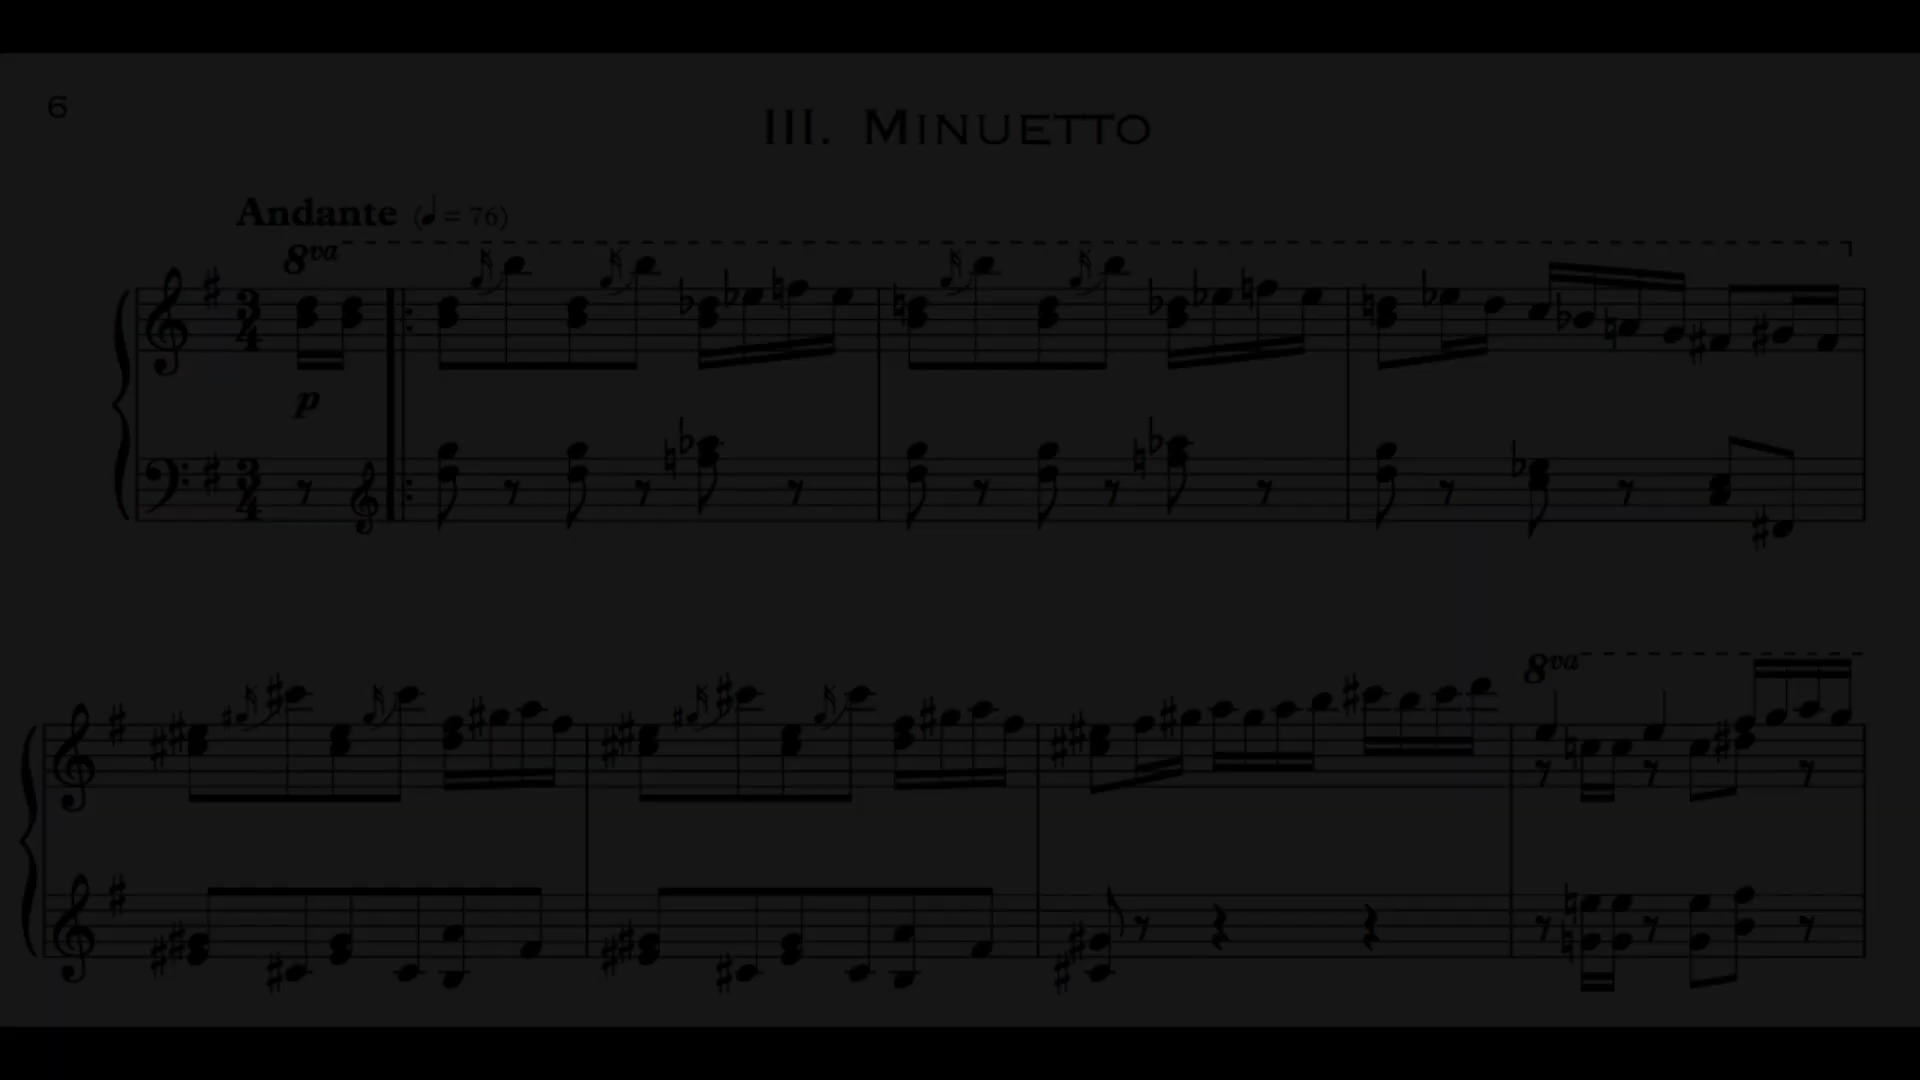 6
III. MINUETTO
Andante (♩ = 76)
8va
p
8va